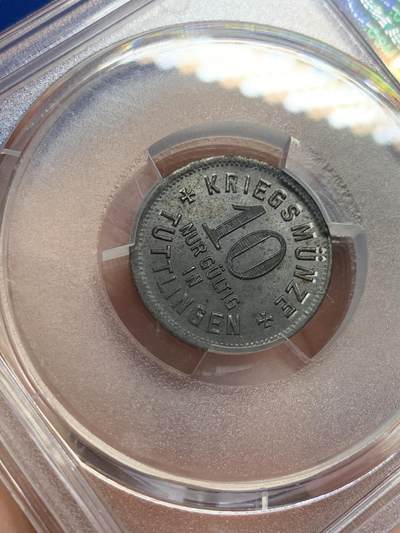 ✠ KRIEGSMÜNZE ✠
10
NUR GÜLTIG
IN
TUTTLINGEN